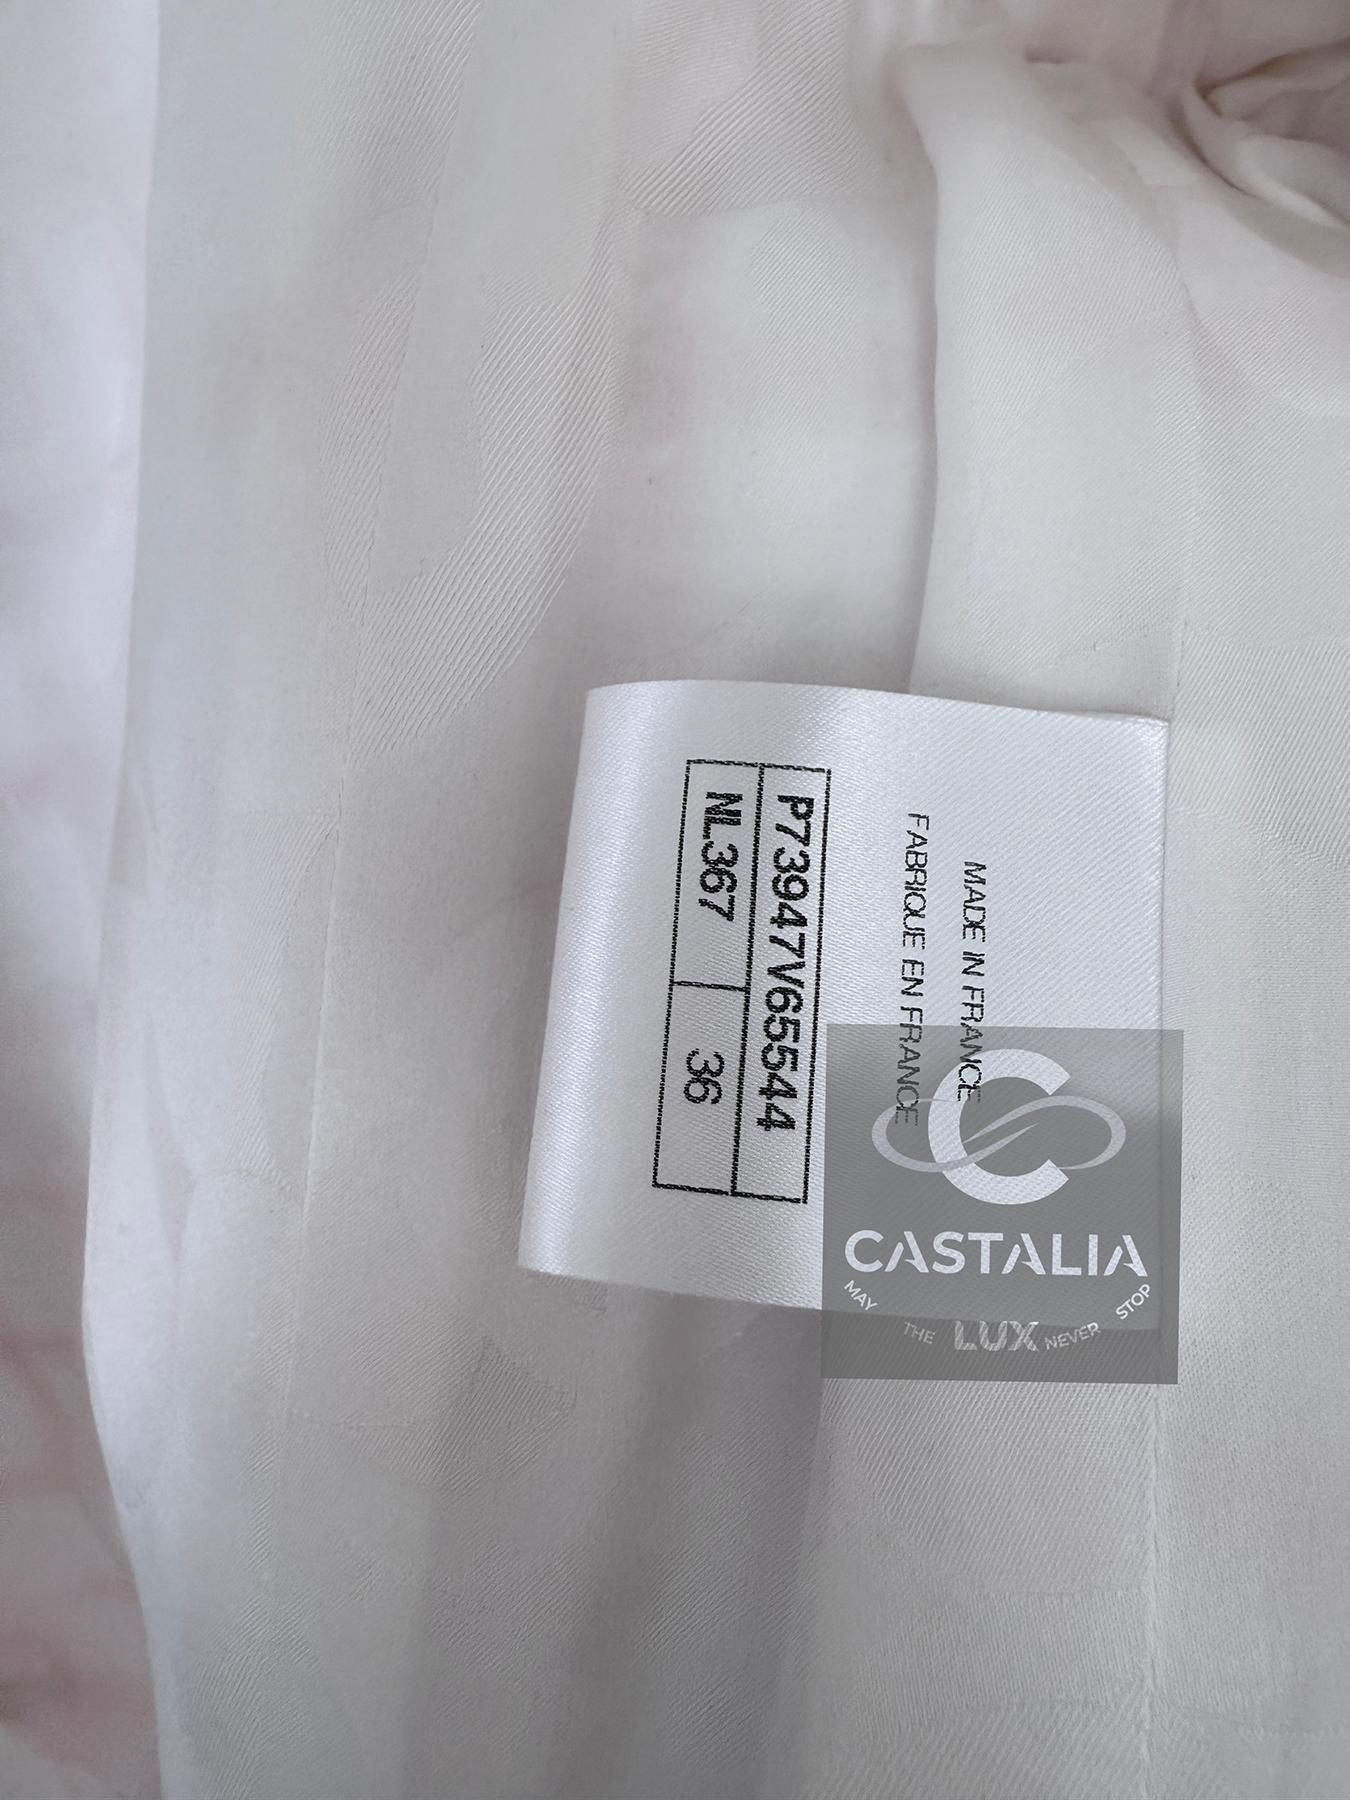 MADE IN FRANCE
FABRIQUE EN FRANCE
P73947V65544
NL367 36
CASTALIA
MAY THE LUX NEVER STOP